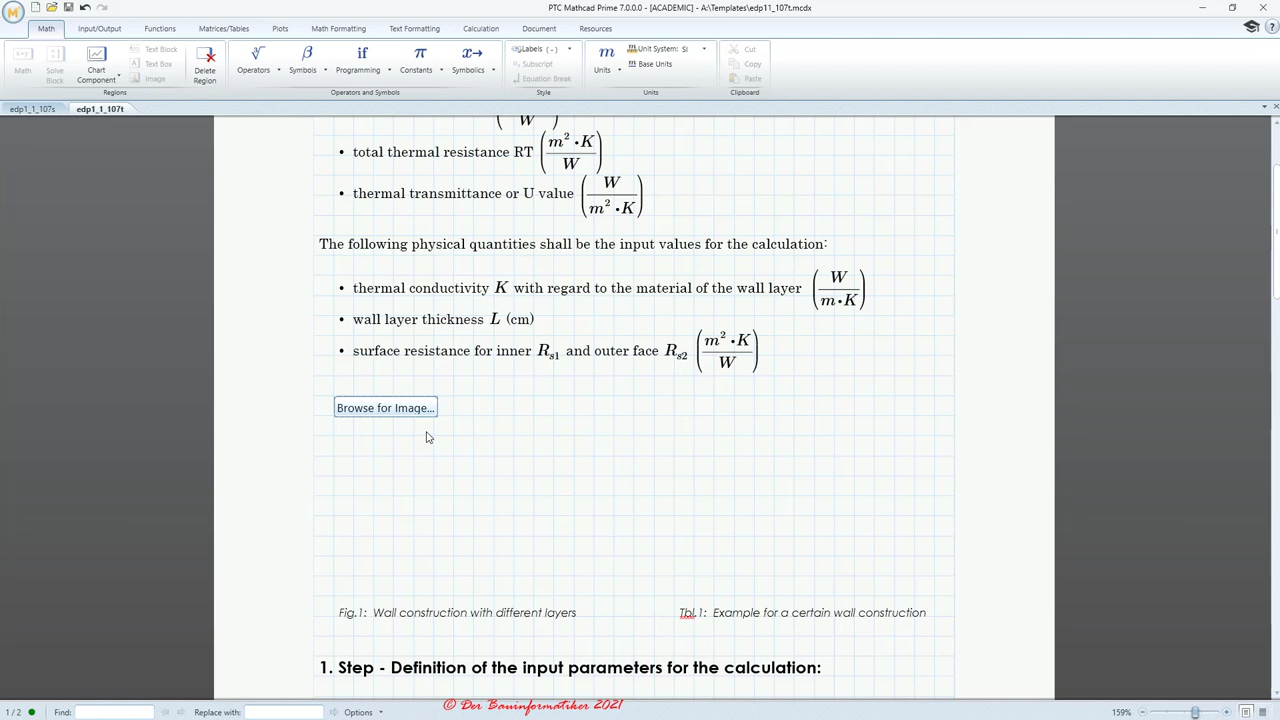 PTC Mathcad Prime 7.0.0.0 - [ACADEMIC] - A:\Templates\edp11_107t.mcdx
Math Input/Output Functions Matrices/Tables Plots Math Formatting Text Formatting Calculation Document Resources
Math
Solve Block
Chart Component
Text Block
Text Box
Image
Delete Region
Operators
Symbols
if
Programming
π
Constants
Symbolics
Labels ( - )
Subscript
Equation Break
m
Units
Unit System: SI
Base Units
Cut
Copy
Paste
Regions
Operators and Symbols
Style
Units
Clipboard
edp1_1_107s edp1_1_107t
W
• total thermal resistance RT (m² • K / W)
• thermal transmittance or U value (W / m² • K)
The following physical quantities shall be the input values for the calculation:
• thermal conductivity K with regard to the material of the wall layer (W / m • K)
• wall layer thickness L (cm)
• surface resistance for inner Rs1 and outer face Rs2 (m² • K / W)
Browse for Image...
Fig.1: Wall construction with different layers
Tbl.1: Example for a certain wall construction
1. Step - Definition of the input parameters for the calculation:
© Der Bauinformatiker 2021
1 / 2 Find: Replace with: Options 159%